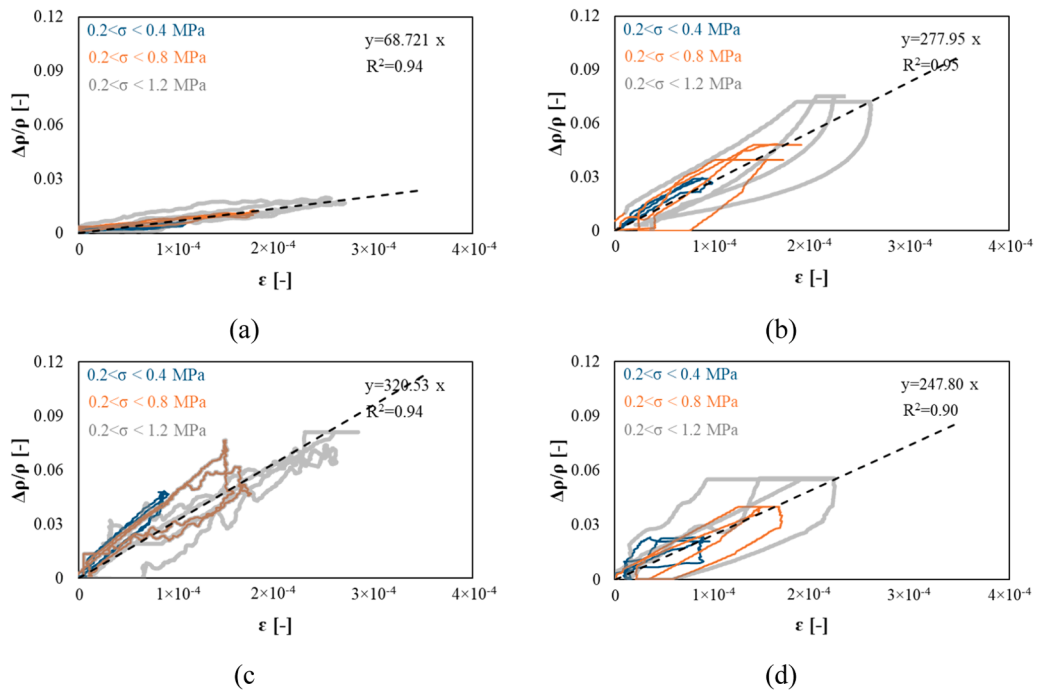 0.12
0.2<σ < 0.4 MPa
0.2<σ < 0.8 MPa
0.2<σ < 1.2 MPa
y=68.721 x
R²=0.94
0.09
0.06
0.03
0
Δρ/ρ [-]
0 1×10⁻⁴ 2×10⁻⁴ 3×10⁻⁴ 4×10⁻⁴
ε [-]
(a)
0.12
0.2<σ < 0.4 MPa
0.2<σ < 0.8 MPa
0.2<σ < 1.2 MPa
y=277.95 x
R²=0.95
0.09
0.06
0.03
0
Δρ/ρ [-]
0 1×10⁻⁴ 2×10⁻⁴ 3×10⁻⁴ 4×10⁻⁴
ε [-]
(b)
0.12
0.2<σ < 0.4 MPa
0.2<σ < 0.8 MPa
0.2<σ < 1.2 MPa
y=320.53 x
R²=0.94
0.09
0.06
0.03
0
Δρ/ρ [-]
0 1×10⁻⁴ 2×10⁻⁴ 3×10⁻⁴ 4×10⁻⁴
ε [-]
(c
0.12
0.2<σ < 0.4 MPa
0.2<σ < 0.8 MPa
0.2<σ < 1.2 MPa
y=247.80 x
R²=0.90
0.09
0.06
0.03
0
Δρ/ρ [-]
0 1×10⁻⁴ 2×10⁻⁴ 3×10⁻⁴ 4×10⁻⁴
ε [-]
(d)